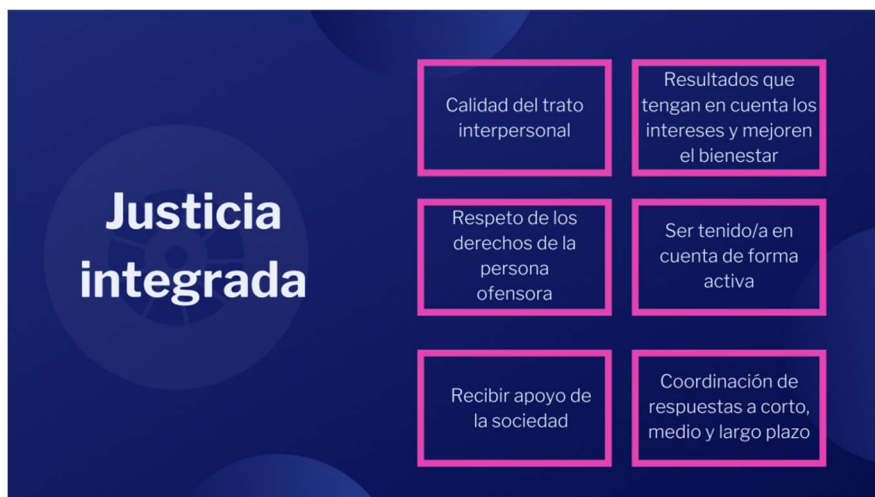 Justicia
integrada
Calidad del trato
interpersonal
Resultados que
tengan en cuenta los
intereses y mejoren
el bienestar
Respeto de los
derechos de la
persona
ofensora
Ser tenido/a en
cuenta de forma
activa
Recibir apoyo de
la sociedad
Coordinación de
respuestas a corto,
medio y largo plazo